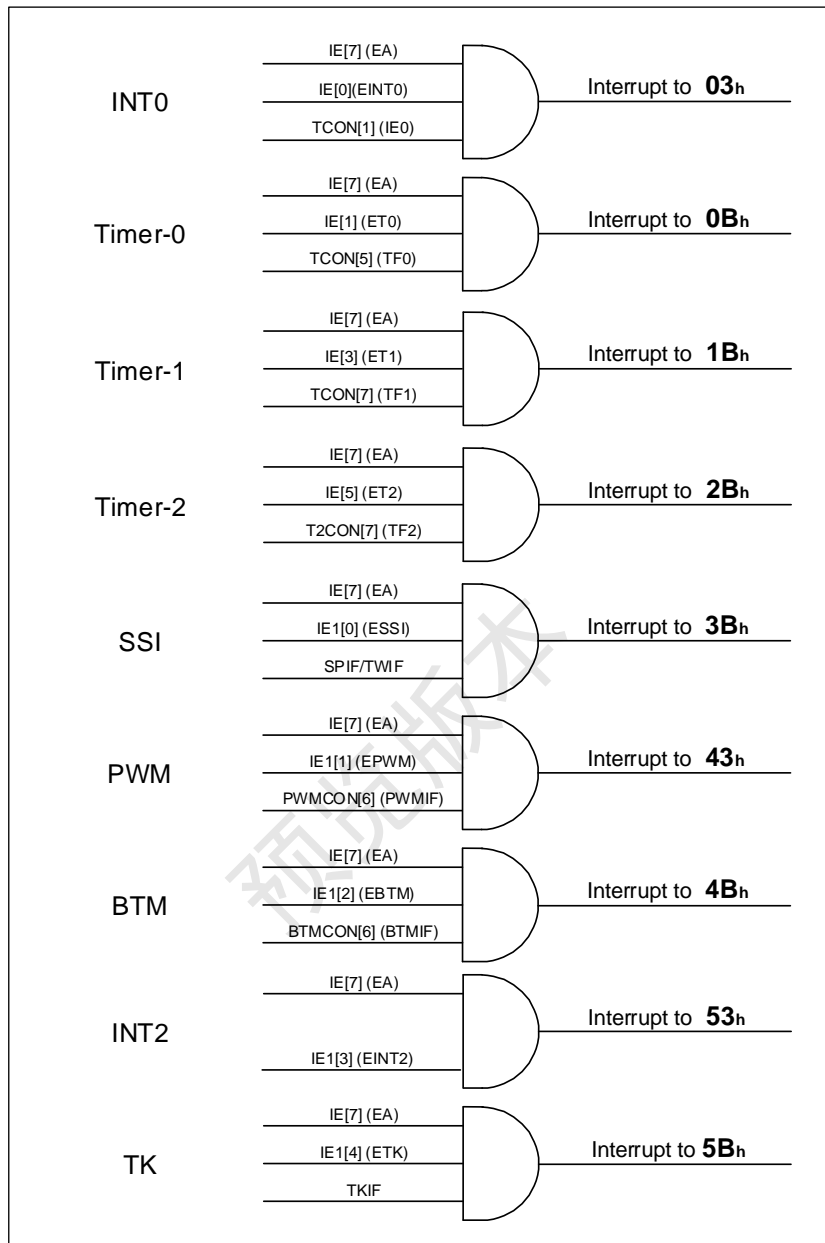 IE[7] (EA)
INT0
IE[0](EINT0)
Interrupt to 03h
TCON[1] (IE0)
IE[7] (EA)
Timer-0
IE[1] (ET0)
Interrupt to 0Bh
TCON[5] (TF0)
IE[7] (EA)
Timer-1
IE[3] (ET1)
Interrupt to 1Bh
TCON[7] (TF1)
IE[7] (EA)
Timer-2
IE[5] (ET2)
Interrupt to 2Bh
T2CON[7] (TF2)
IE[7] (EA)
SSI
IE1[0] (ESSI)
Interrupt to 3Bh
SPIF/TWIF
IE[7] (EA)
PWM
IE1[1] (EPWM)
Interrupt to 43h
PWMCON[6] (PWMIF)
IE[7] (EA)
BTM
IE1[2] (EBTM)
Interrupt to 4Bh
BTMCON[6] (BTMIF)
IE[7] (EA)
INT2
Interrupt to 53h
IE1[3] (EINT2)
IE[7] (EA)
TK
IE1[4] (ETK)
Interrupt to 5Bh
TKIF
预览版本